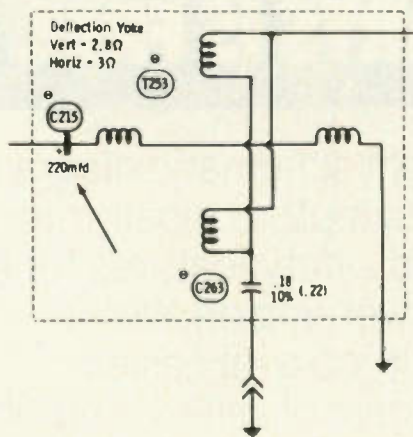 Deflection Yoke
Vert - 2.8Ω
Horiz - 3Ω
⊖
T253
⊖
C215
+
220mfd
⊖
C263
.18
10% (.22)